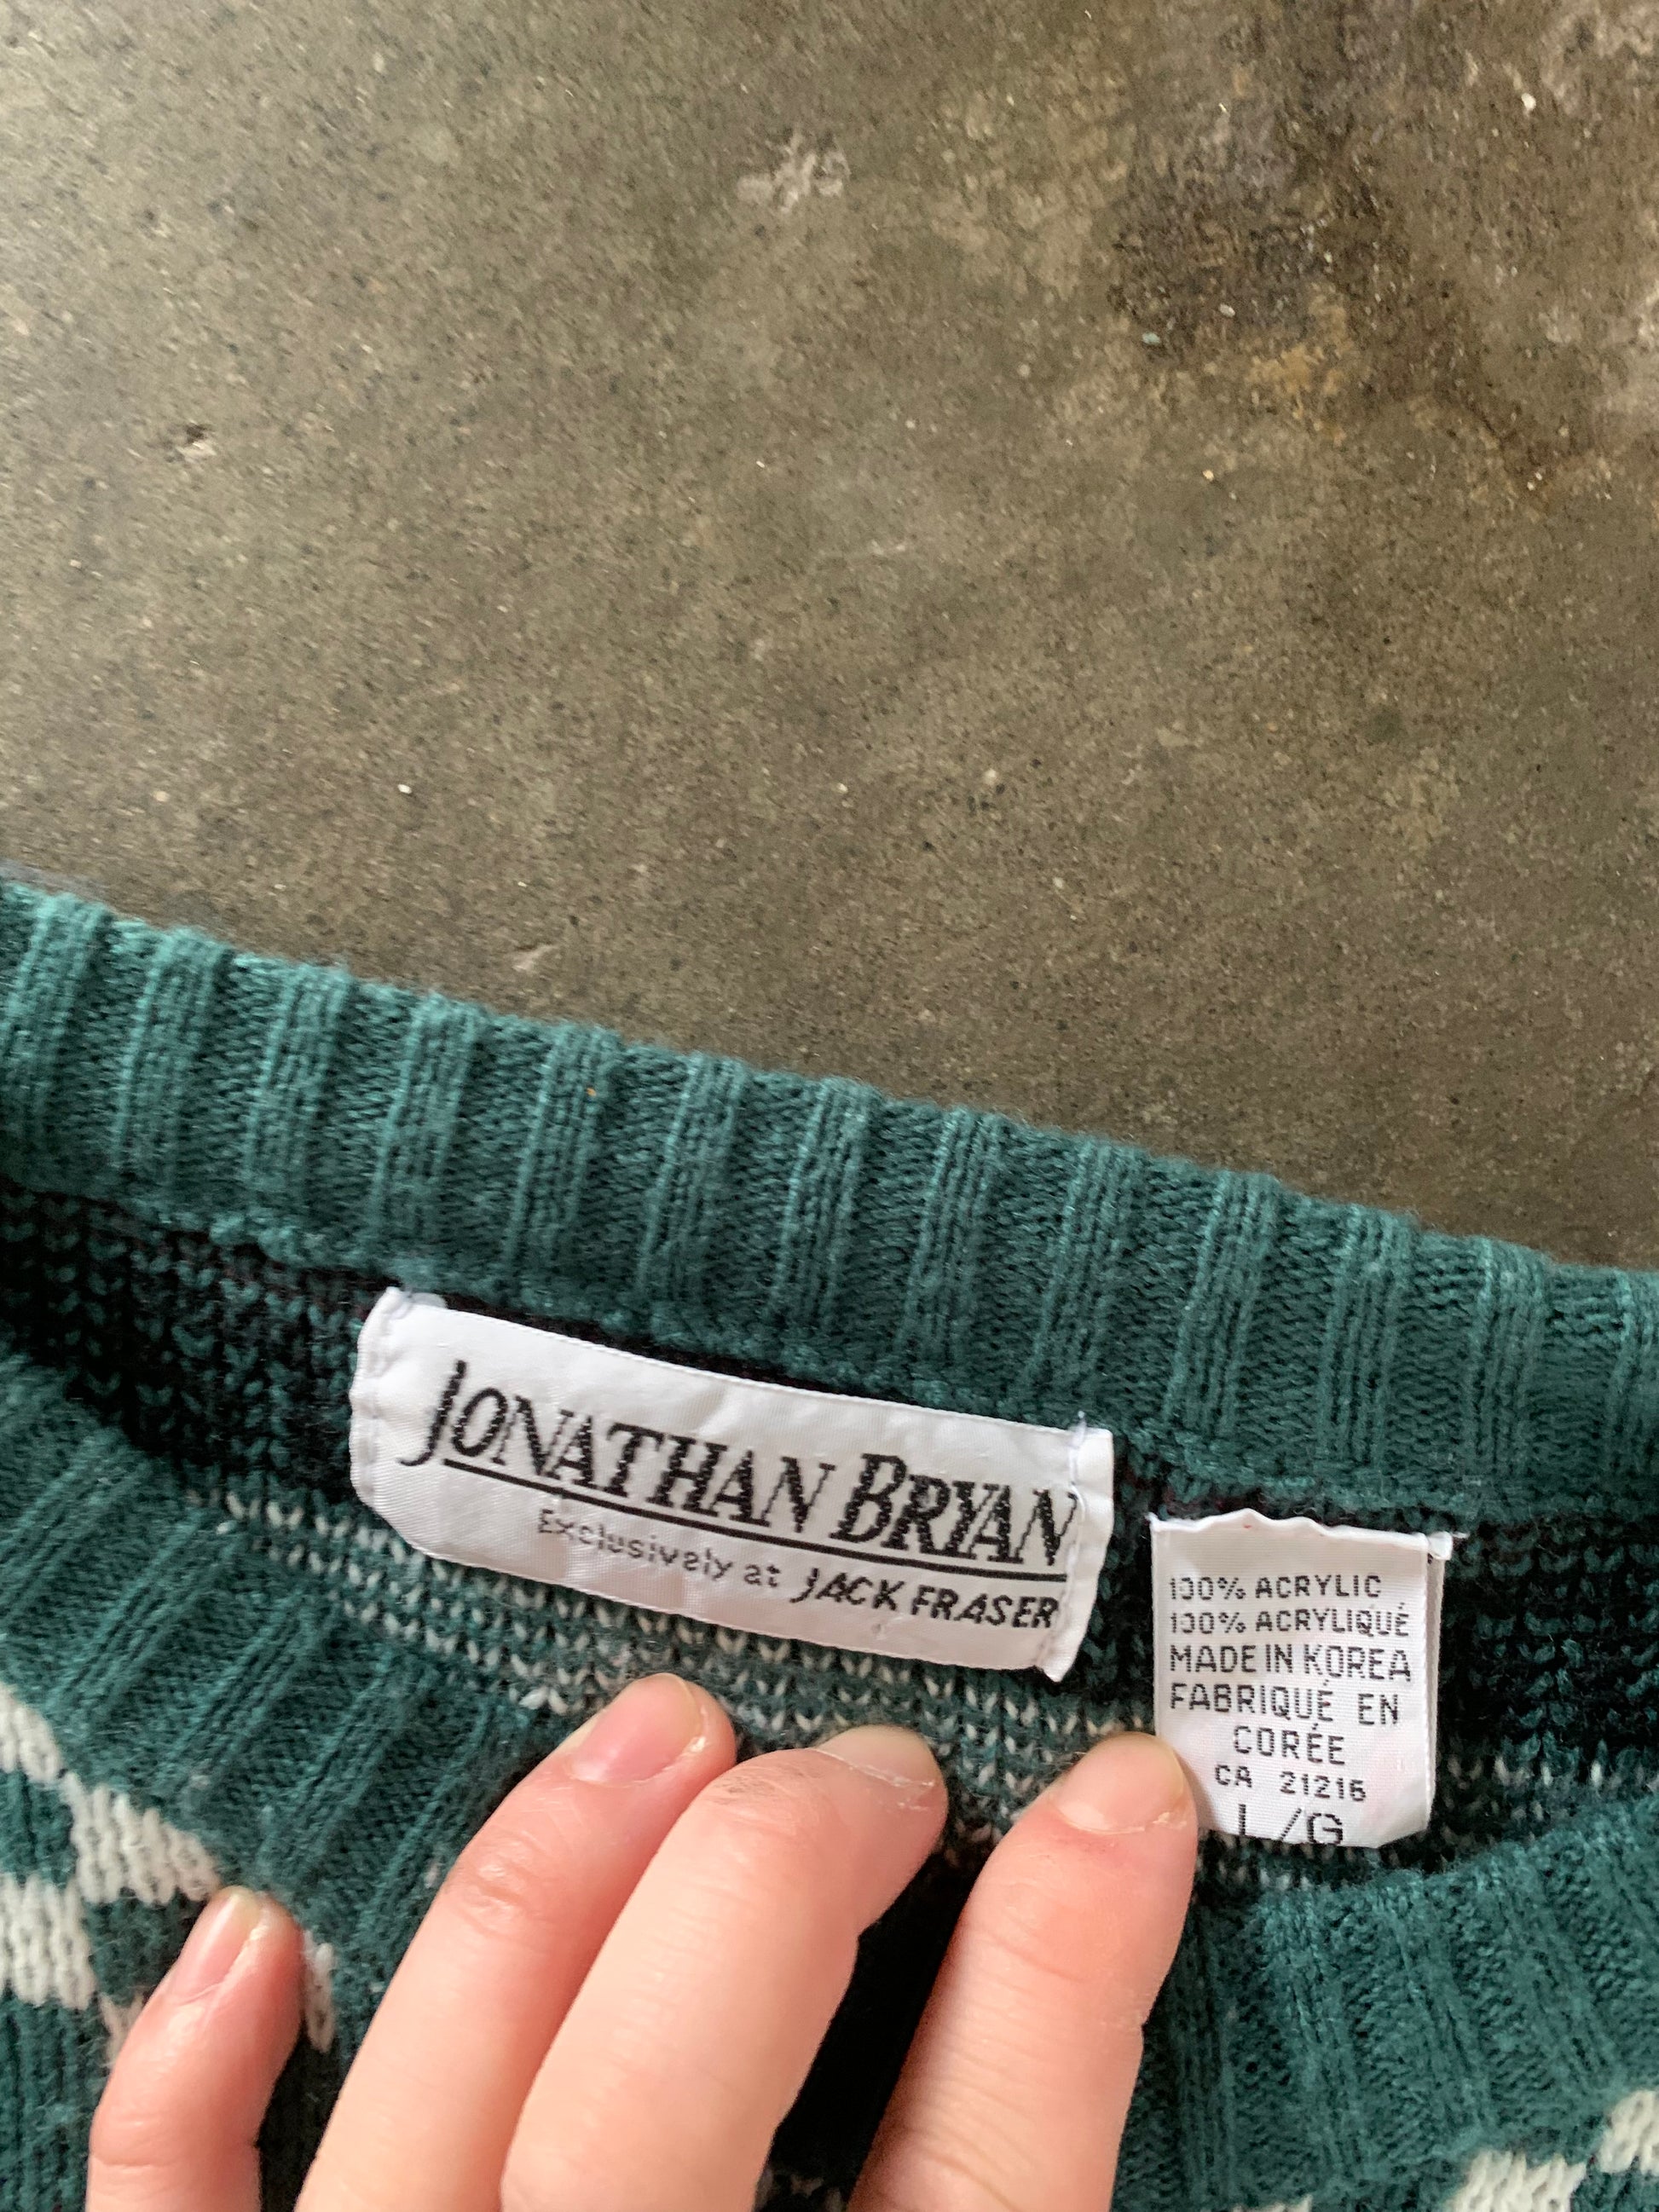 JONATHAN BRYAN
Exclusively at JACK FRASER
100% ACRYLIC
100% ACRYLIQUÉ
MADE IN KOREA
FABRIQUÉ EN
CORÉE
CA 21216
L/G